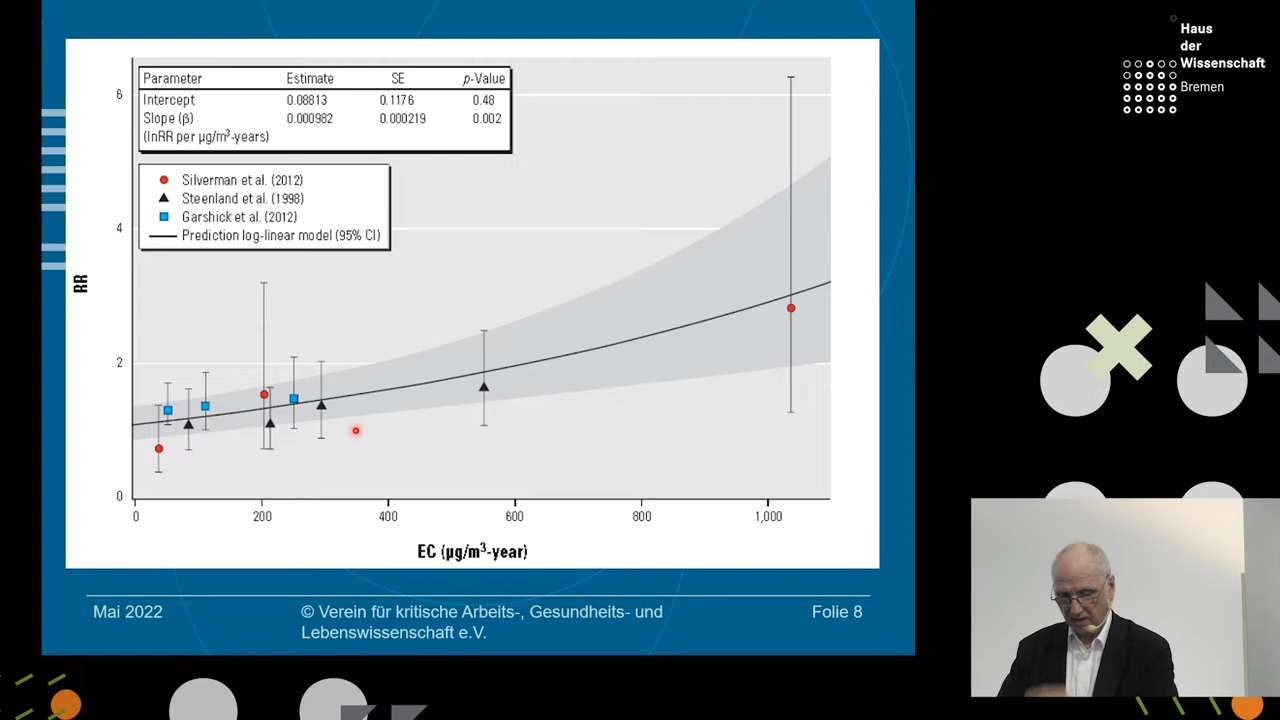 Parameter Estimate SE p-Value
Intercept 0.08813 0.1176 0.48
Slope (β) 0.000982 0.000219 0.002
(lnRR per μg/m³-years)
Silverman et al. (2012)
Steenland et al. (1998)
Garshick et al. (2012)
Prediction log-linear model (95% CI)
6
4
2
0
RR
0 200 400 600 800 1,000
EC (μg/m³-year)
Mai 2022
© Verein für kritische Arbeits-, Gesundheits- und
Lebenswissenschaft e.V.
Folie 8
Haus
der
Wissenschaft
Bremen